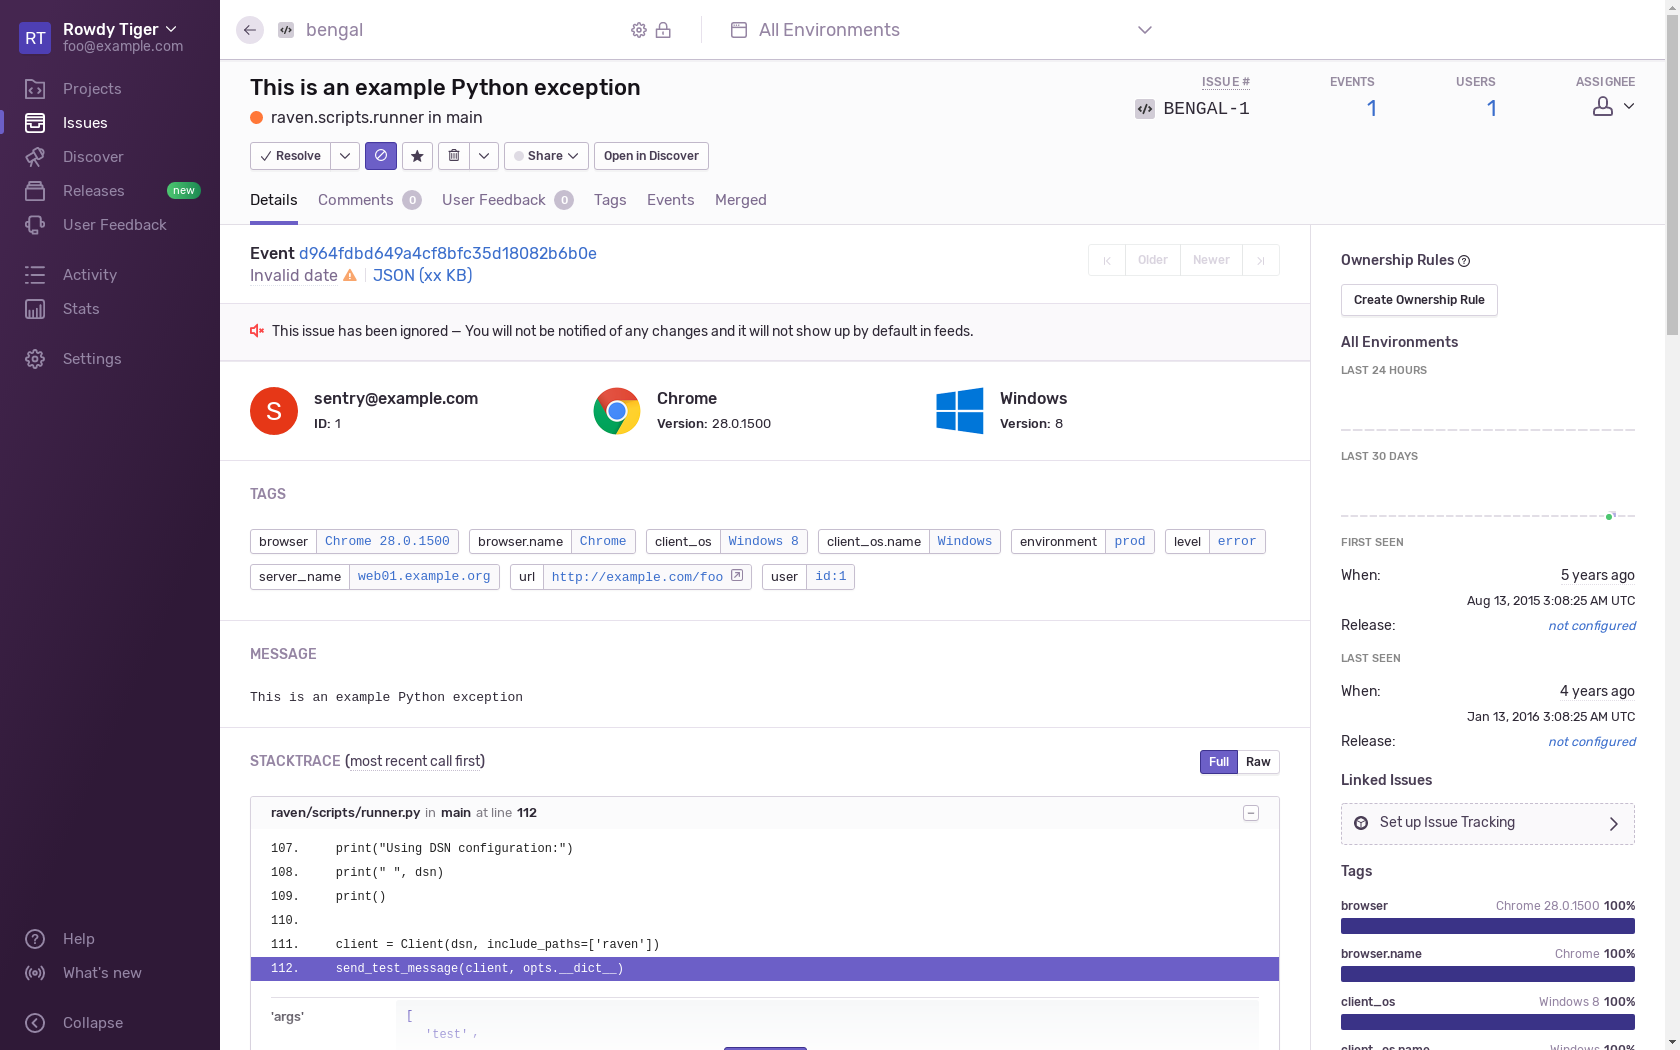 RT
Rowdy Tiger
foo@example.com
Projects
Issues
Discover
Releases
new
User Feedback
Activity
Stats
Settings
Help
What's new
Collapse
bengal
All Environments
This is an example Python exception
raven.scripts.runner in main
ISSUE #
BENGAL-1
EVENTS
1
USERS
1
ASSIGNEE
Resolve
Share
Open in Discover
Details
Comments 0
User Feedback 0
Tags
Events
Merged
Event d964fdbd649a4cf8bfc35d18082b6b0e
Invalid date
JSON (xx KB)
Older
Newer
This issue has been ignored — You will not be notified of any changes and it will not show up by default in feeds.
S
sentry@example.com
ID: 1
Chrome
Version: 28.0.1500
Windows
Version: 8
TAGS
browser Chrome 28.0.1500
browser.name Chrome
client_os Windows 8
client_os.name Windows
environment prod
level error
server_name web01.example.org
url http://example.com/foo
user id:1
MESSAGE
This is an example Python exception
STACKTRACE (most recent call first)
Full
Raw
raven/scripts/runner.py in main at line 112
107. print("Using DSN configuration:")
108. print(" ", dsn)
109. print()
110.
111. client = Client(dsn, include_paths=['raven'])
112. send_test_message(client, opts.__dict__)
'args'
[
'test',
Ownership Rules
Create Ownership Rule
All Environments
LAST 24 HOURS
LAST 30 DAYS
FIRST SEEN
When: 5 years ago
Aug 13, 2015 3:08:25 AM UTC
Release: not configured
LAST SEEN
When: 4 years ago
Jan 13, 2016 3:08:25 AM UTC
Release: not configured
Linked Issues
Set up Issue Tracking
Tags
browser Chrome 28.0.1500 100%
browser.name Chrome 100%
client_os Windows 8 100%
client_os.name Windows 100%